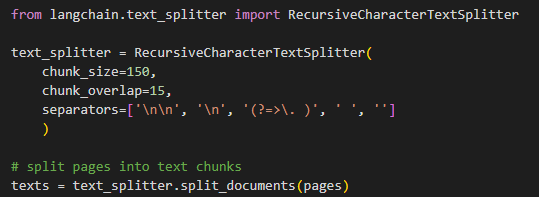 from langchain.text_splitter import RecursiveCharacterTextSplitter
text_splitter = RecursiveCharacterTextSplitter(
    chunk_size=150,
    chunk_overlap=15,
    separators=['\n\n', '\n', '(?=>\. )', ' ', '']
    )
# split pages into text chunks
texts = text_splitter.split_documents(pages)